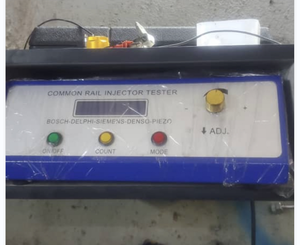 COMMON RAIL INJECTOR TESTER
BOSCH-DELPHI-SIEMENS-DENSO-PIEZO
↓ ADJ.
ON/OFF COUNT MODE